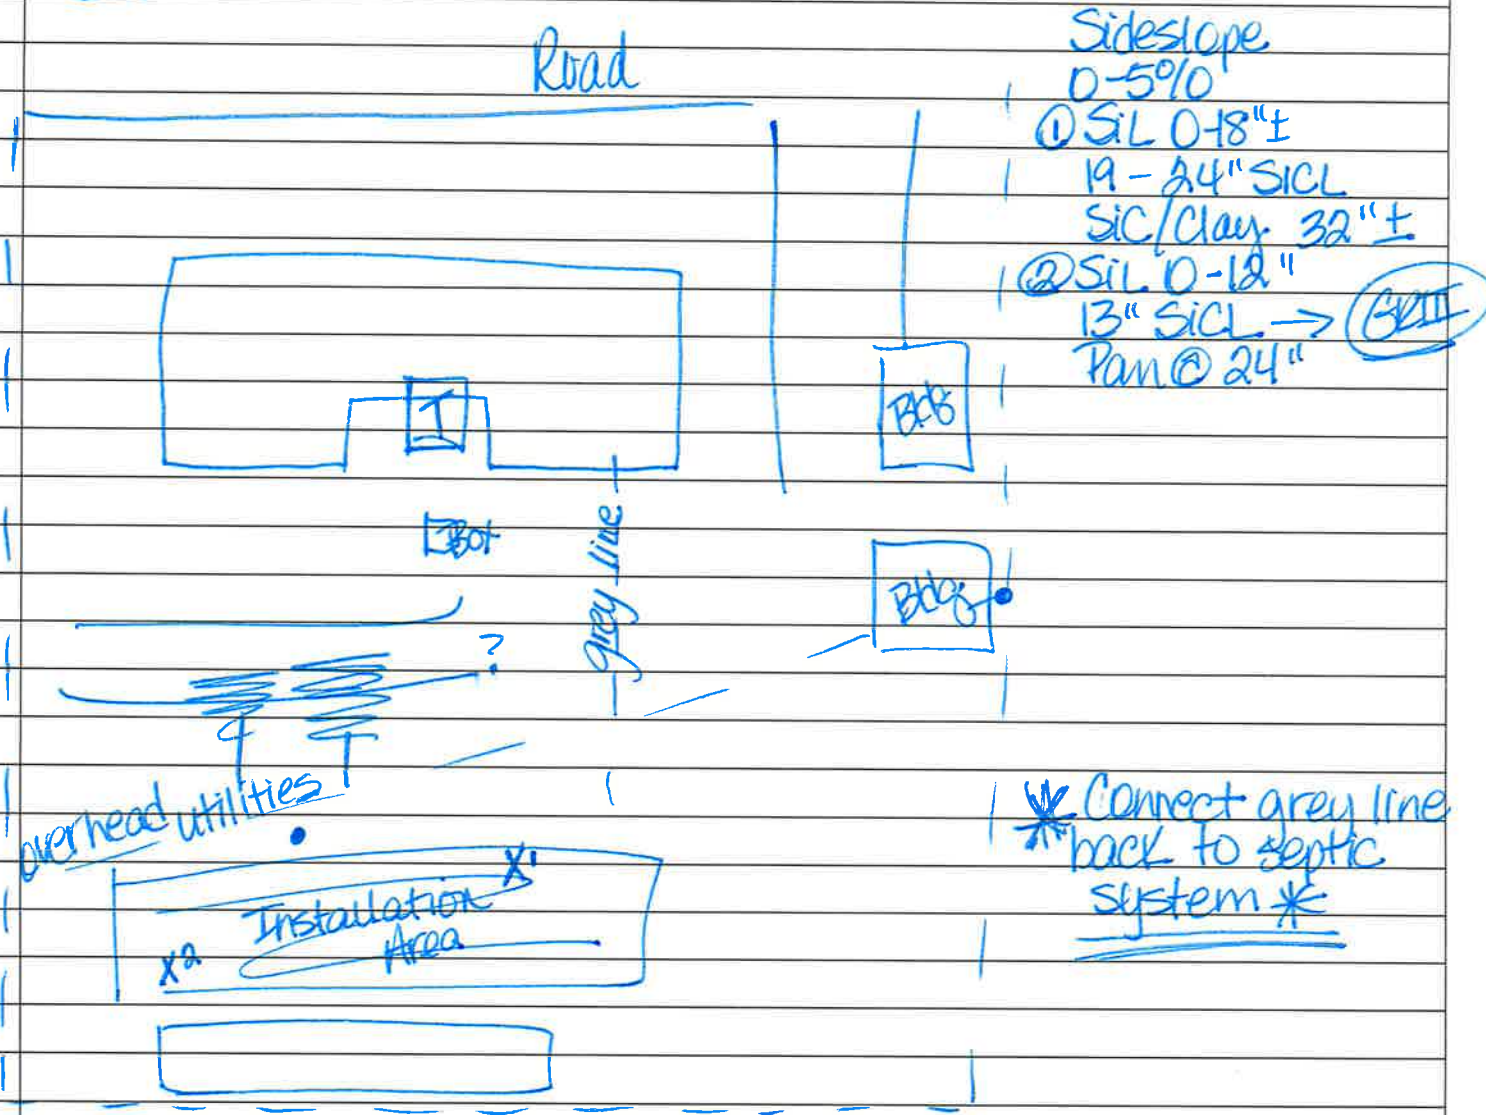 Road
Sideslope
0-5%
① SiL 0-18"±
19-24" SiCL
SiC/Clay 32"±
② SiL 0-12"
13" SiCL → GRIII
Pan @ 24"
T
Bldg
grey line
Bldg
?
overhead utilities
* Connect grey line
back to septic
system *
X1
Installation
Area
X2